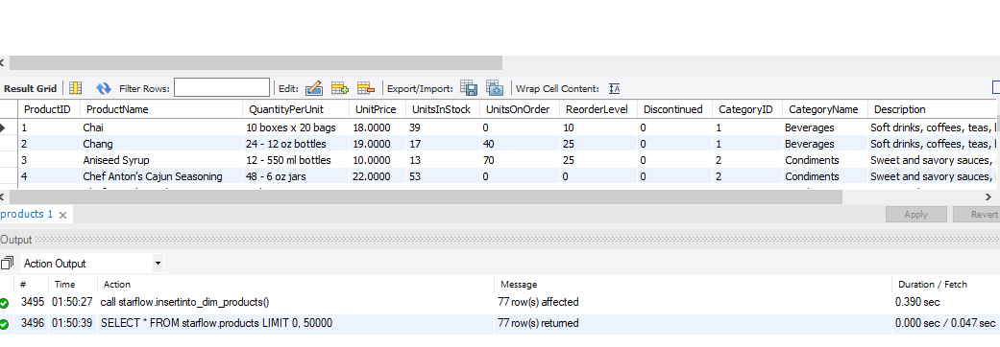 Result Grid Filter Rows: Edit: Export/Import: Wrap Cell Content:
ProductID ProductName QuantityPerUnit UnitPrice UnitsInStock UnitsOnOrder ReorderLevel Discontinued CategoryID CategoryName Description
1 Chai 10 boxes x 20 bags 18.0000 39 0 10 0 1 Beverages Soft drinks, coffees, teas,
2 Chang 24 - 12 oz bottles 19.0000 17 40 25 0 1 Beverages Soft drinks, coffees, teas,
3 Aniseed Syrup 12 - 550 ml bottles 10.0000 13 70 25 0 2 Condiments Sweet and savory sauces,
4 Chef Anton's Cajun Seasoning 48 - 6 oz jars 22.0000 53 0 0 0 2 Condiments Sweet and savory sauces,
products 1 Apply Revert
Output
Action Output
# Time Action Message Duration / Fetch
3495 01:50:27 call starflow.insertinto_dim_products() 77 row(s) affected 0.390 sec
3496 01:50:39 SELECT * FROM starflow.products LIMIT 0, 50000 77 row(s) returned 0.000 sec / 0.047 sec